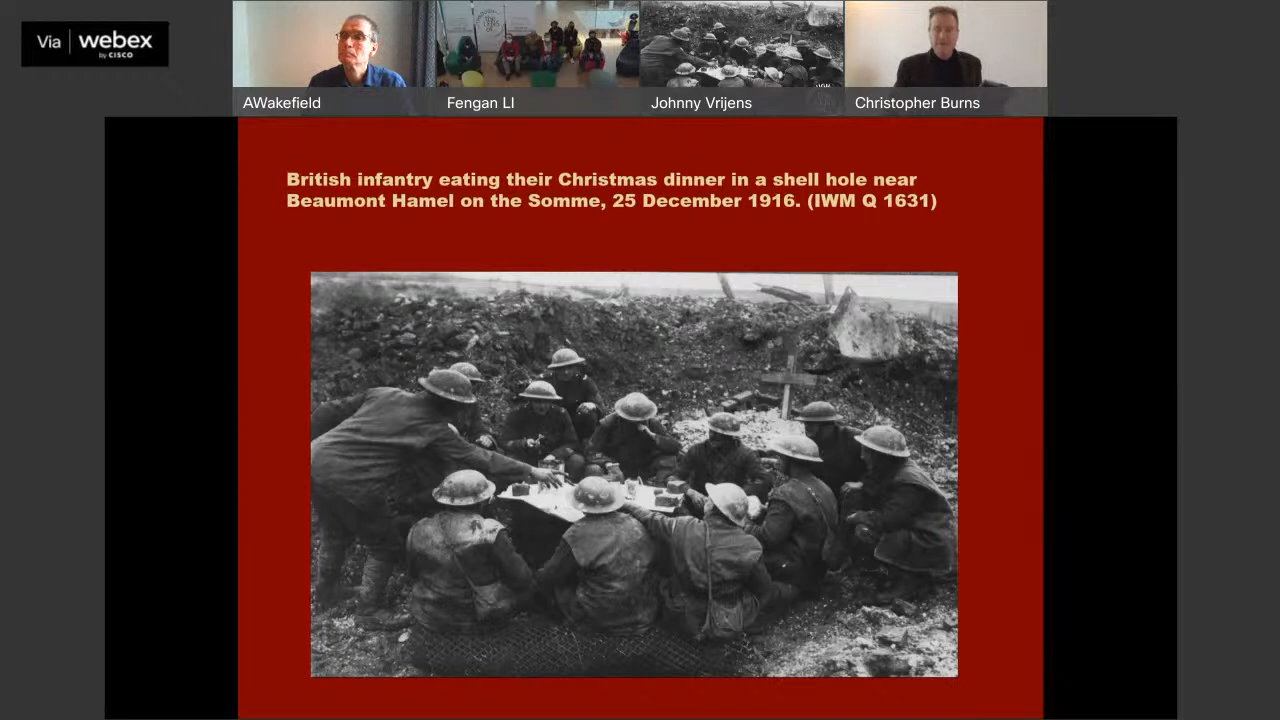 Via webex
by CISCO
AWakefield
Fengan LI
Johnny Vrijens
Christopher Burns
British infantry eating their Christmas dinner in a shell hole near
Beaumont Hamel on the Somme, 25 December 1916. (IWM Q 1631)